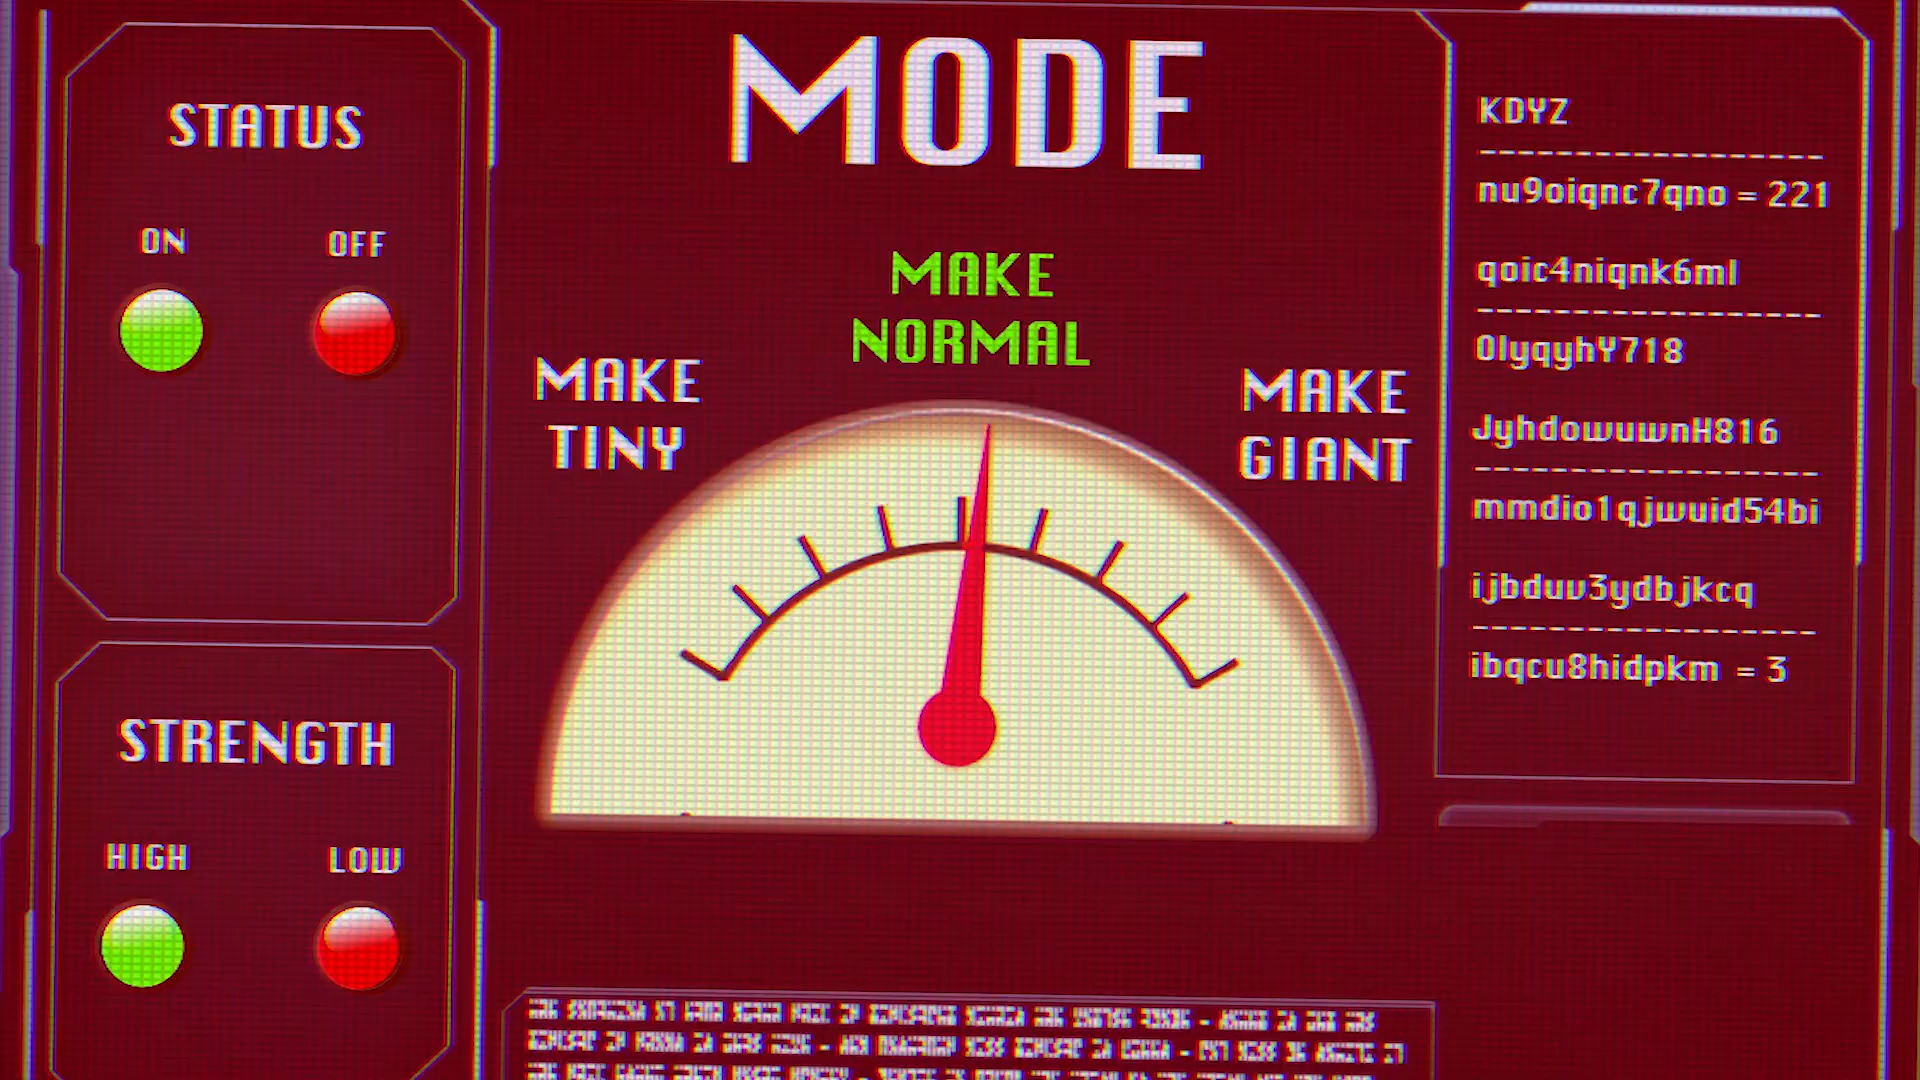 MODE
STATUS
ON OFF
MAKE
NORMAL
MAKE
TINY
MAKE
GIANT
STRENGTH
HIGH LOW
KDYZ
------------------
nu9oiqnc7qno = 221
qoic4niqnk6ml
------------------
OlyqyhY718
JyhdowuwnH816
------------------
mmdio1qjwuid54bi
ijbduv3ydbjkcq
------------------
ibqcu8hidpkm = 3